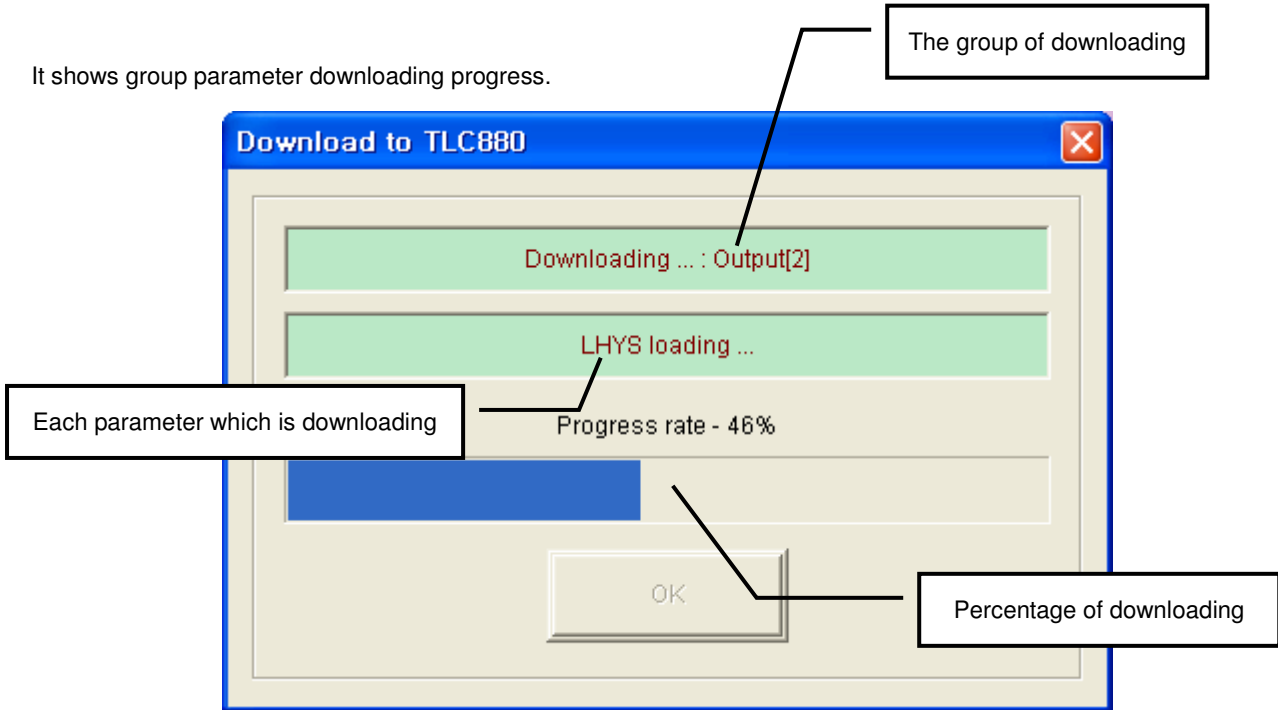 The group of downloading
It shows group parameter downloading progress.
Download to TLC880
Downloading ... : Output[2]
LHYS loading ...
Each parameter which is downloading
Progress rate - 46%
OK
Percentage of downloading